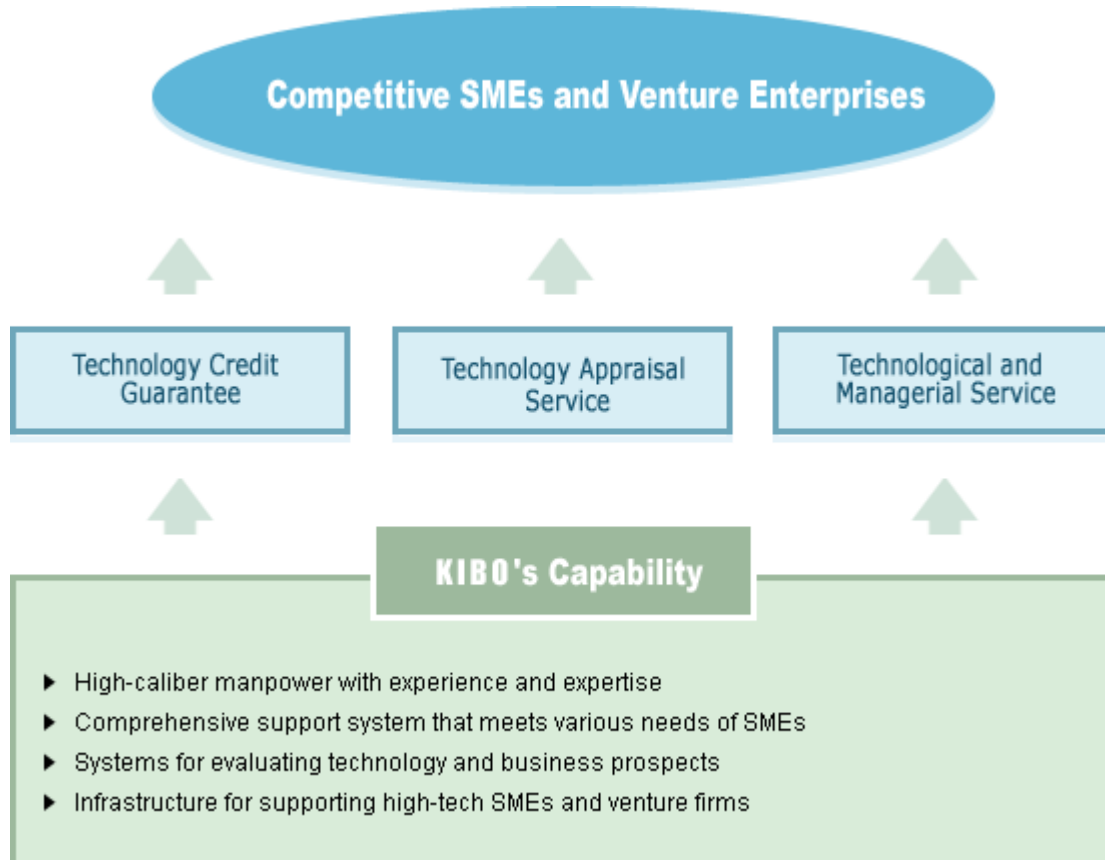 Competitive SMEs and Venture Enterprises
Technology Credit
Guarantee
Technology Appraisal
Service
Technological and
Managerial Service
KIBO's Capability
High-caliber manpower with experience and expertise
Comprehensive support system that meets various needs of SMEs
Systems for evaluating technology and business prospects
Infrastructure for supporting high-tech SMEs and venture firms